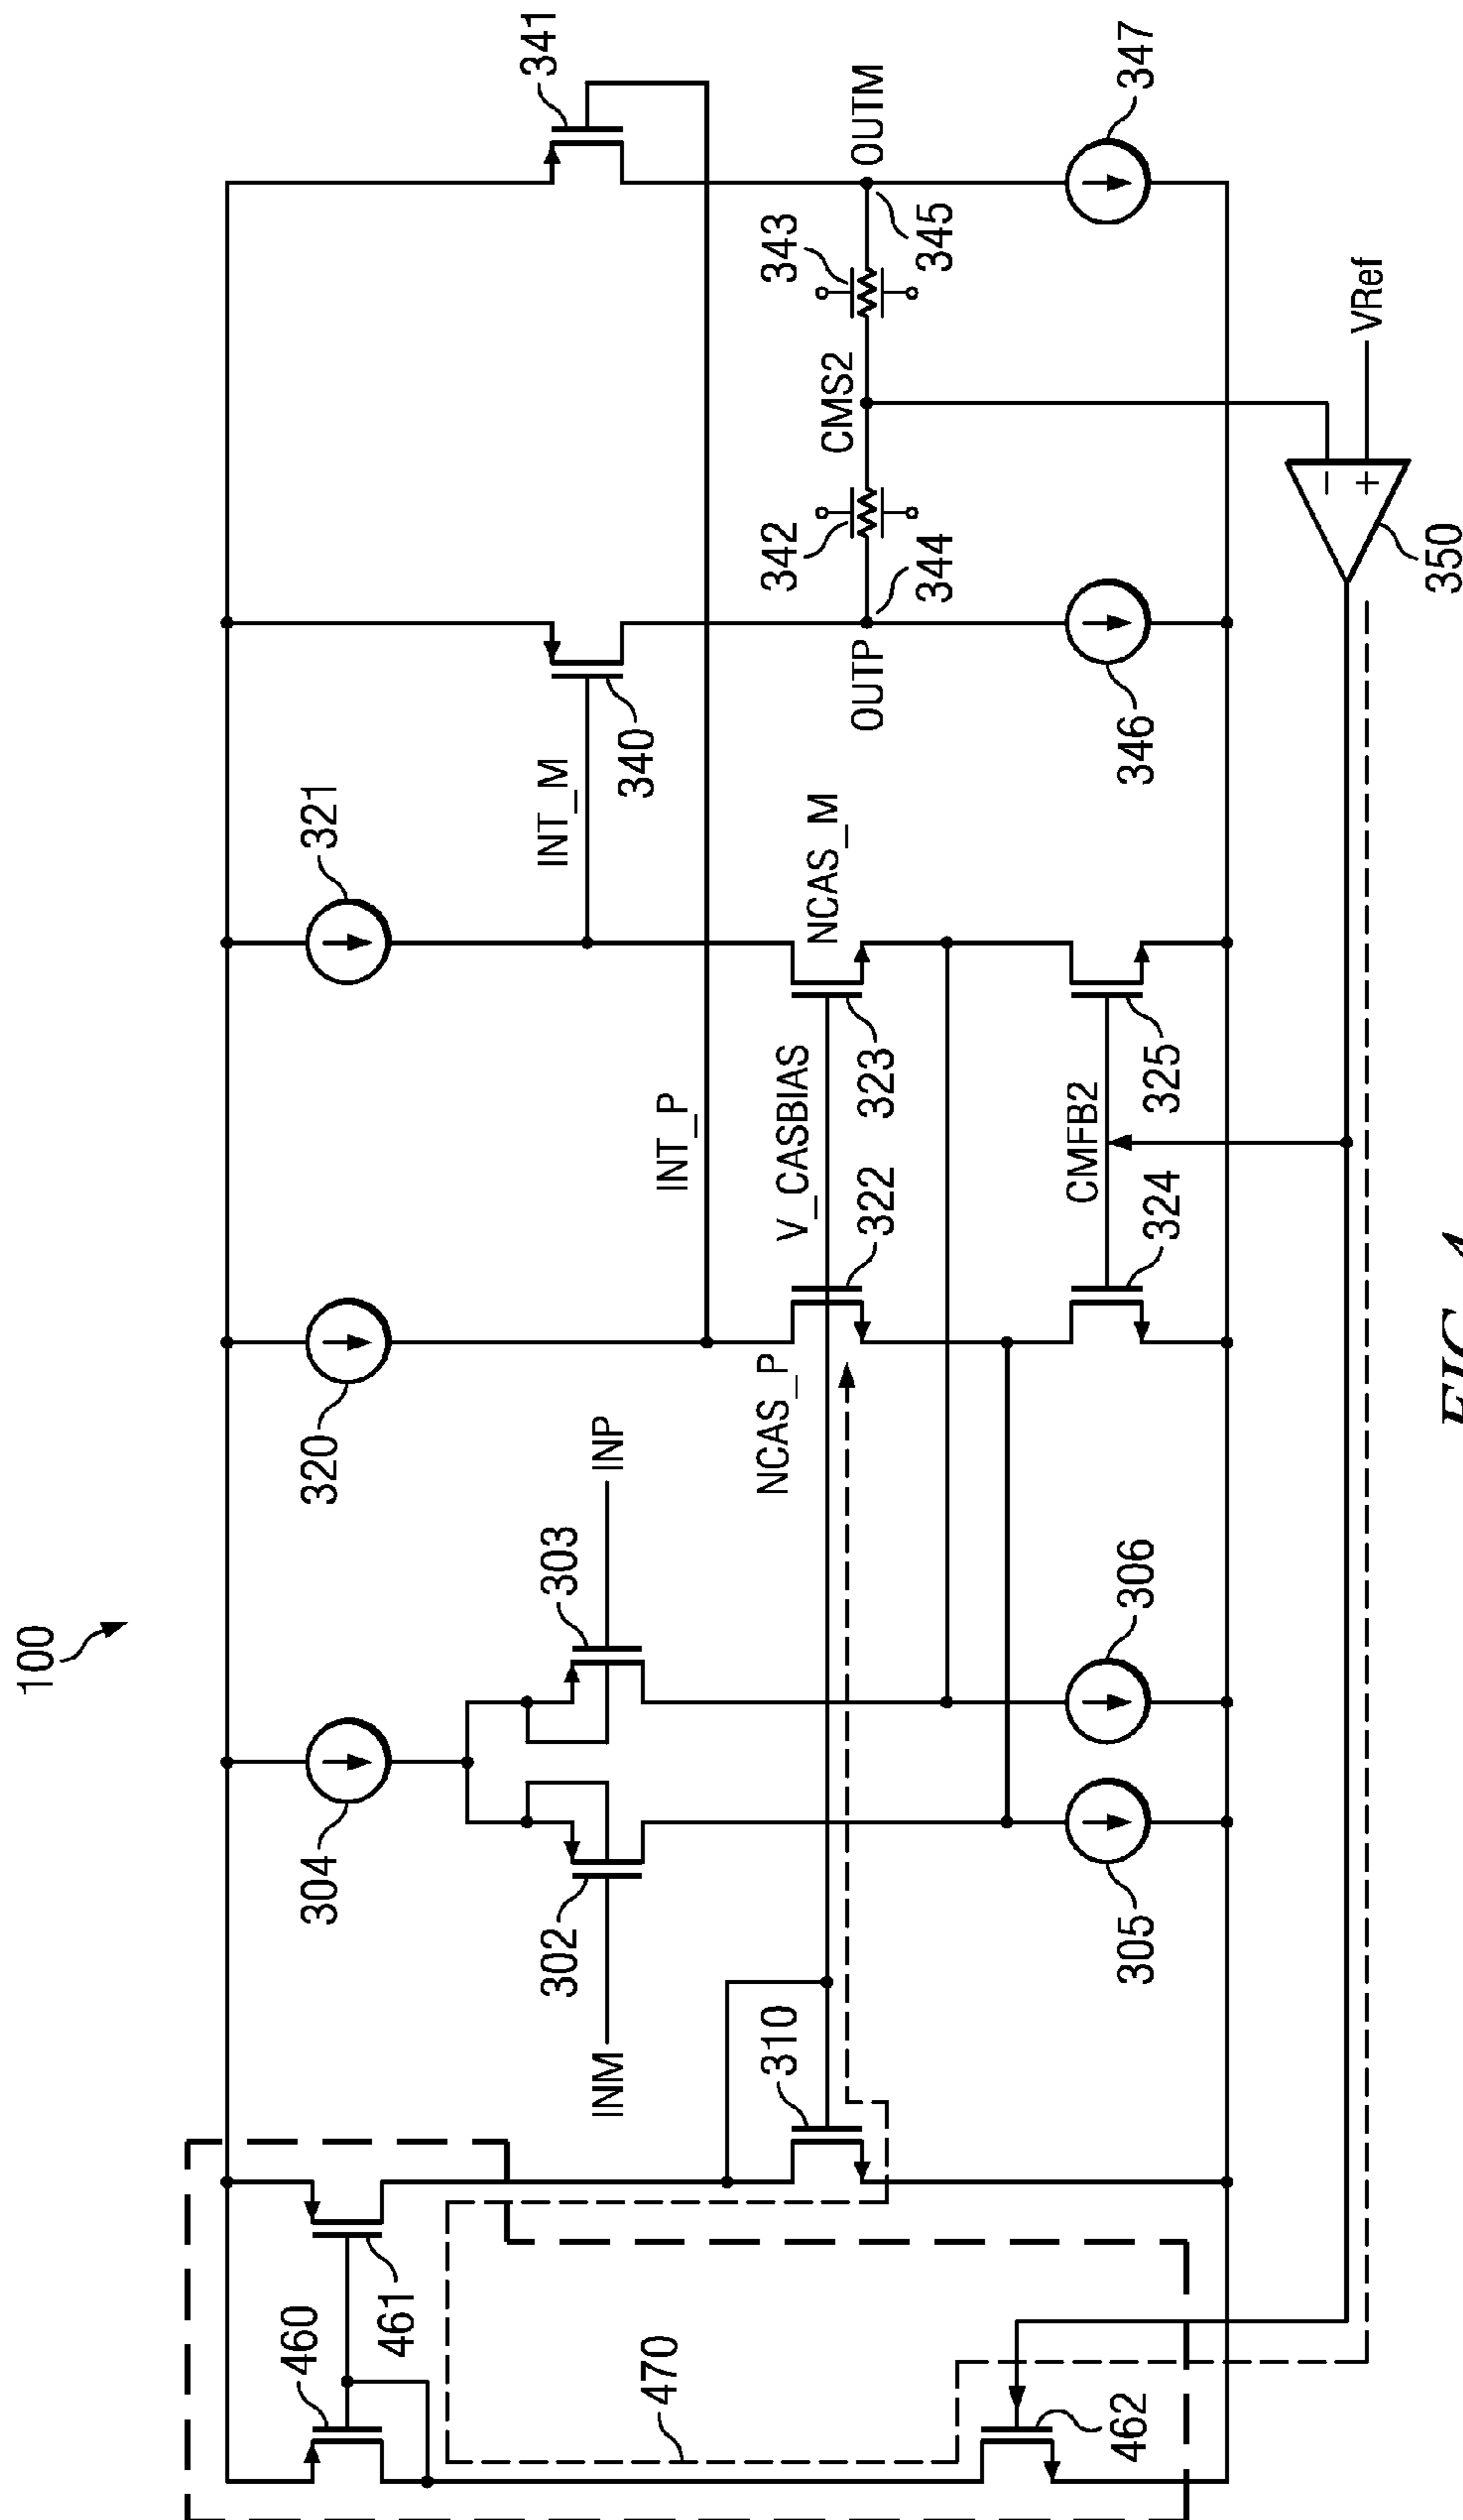 100
341
OUTM
347
343
345
CMS2
VRef
−
+
342
344
350
OUTP
346
340
INT_M
321
NCAS_M
323
325
V_CASBIAS
CMFB2
INT_P
322
324
320
NCAS_P
INP
303
306
304
302
305
INM
310
461
460
470
462